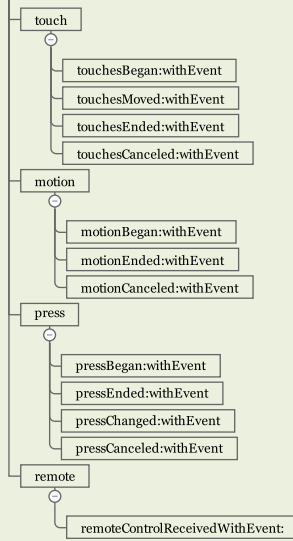 touch
touchesBegan:withEvent
touchesMoved:withEvent
touchesEnded:withEvent
touchesCanceled:withEvent
motion
motionBegan:withEvent
motionEnded:withEvent
motionCanceled:withEvent
press
pressBegan:withEvent
pressEnded:withEvent
pressChanged:withEvent
pressCanceled:withEvent
remote
remoteControlReceivedWithEvent: